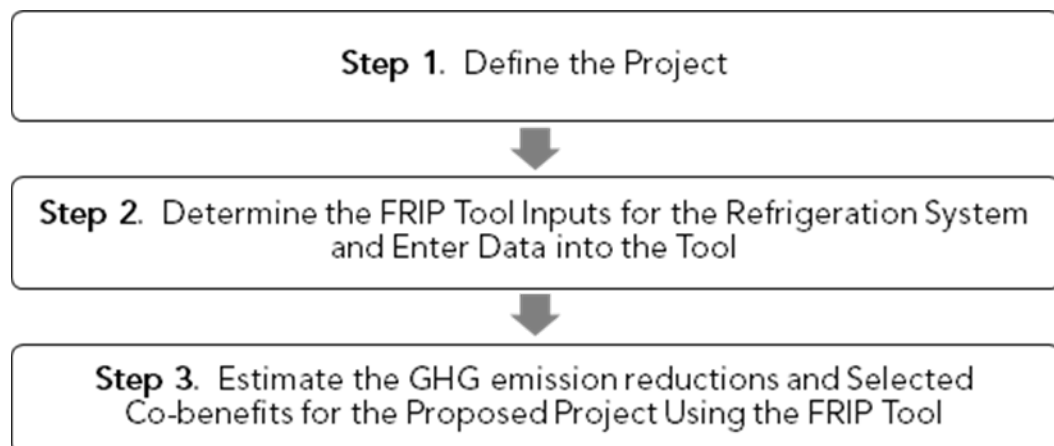 Step 1. Define the Project
Step 2. Determine the FRIP Tool Inputs for the Refrigeration System
and Enter Data into the Tool
Step 3. Estimate the GHG emission reductions and Selected
Co-benefits for the Proposed Project Using the FRIP Tool